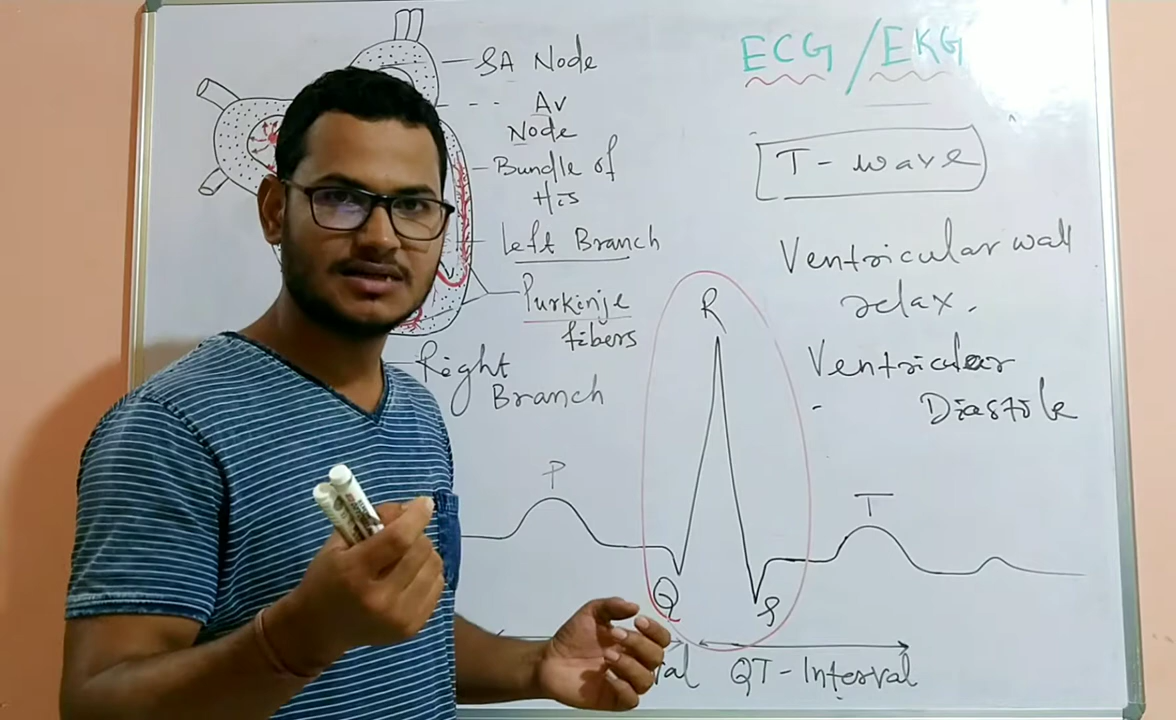 SA Node
AV
Node
Bundle of
His
Left Branch
Purkinje
fibers
Right
Branch
ECG / EKG
T - wave
Ventricular wall
relax.
Ventricular
Diastole
P
Q
R
S
T
val
QT - Interval